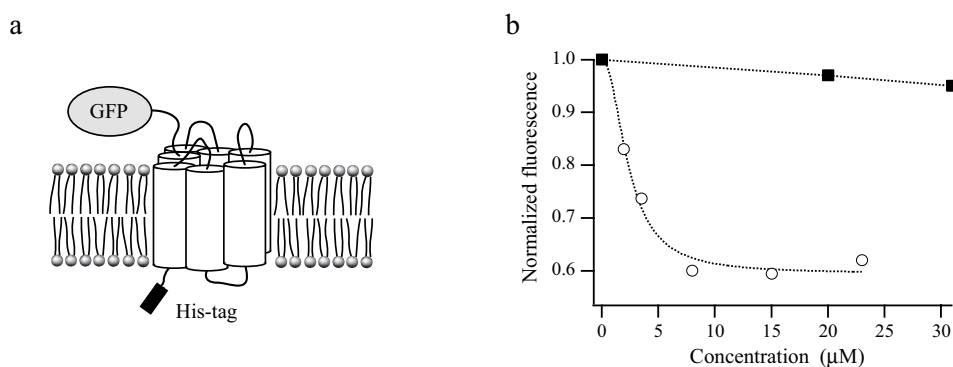 a
GFP
His-tag
b
Normalized fluorescence
1.0
0.9
0.8
0.7
0.6
0 5 10 15 20 25 30
Concentration (μM)